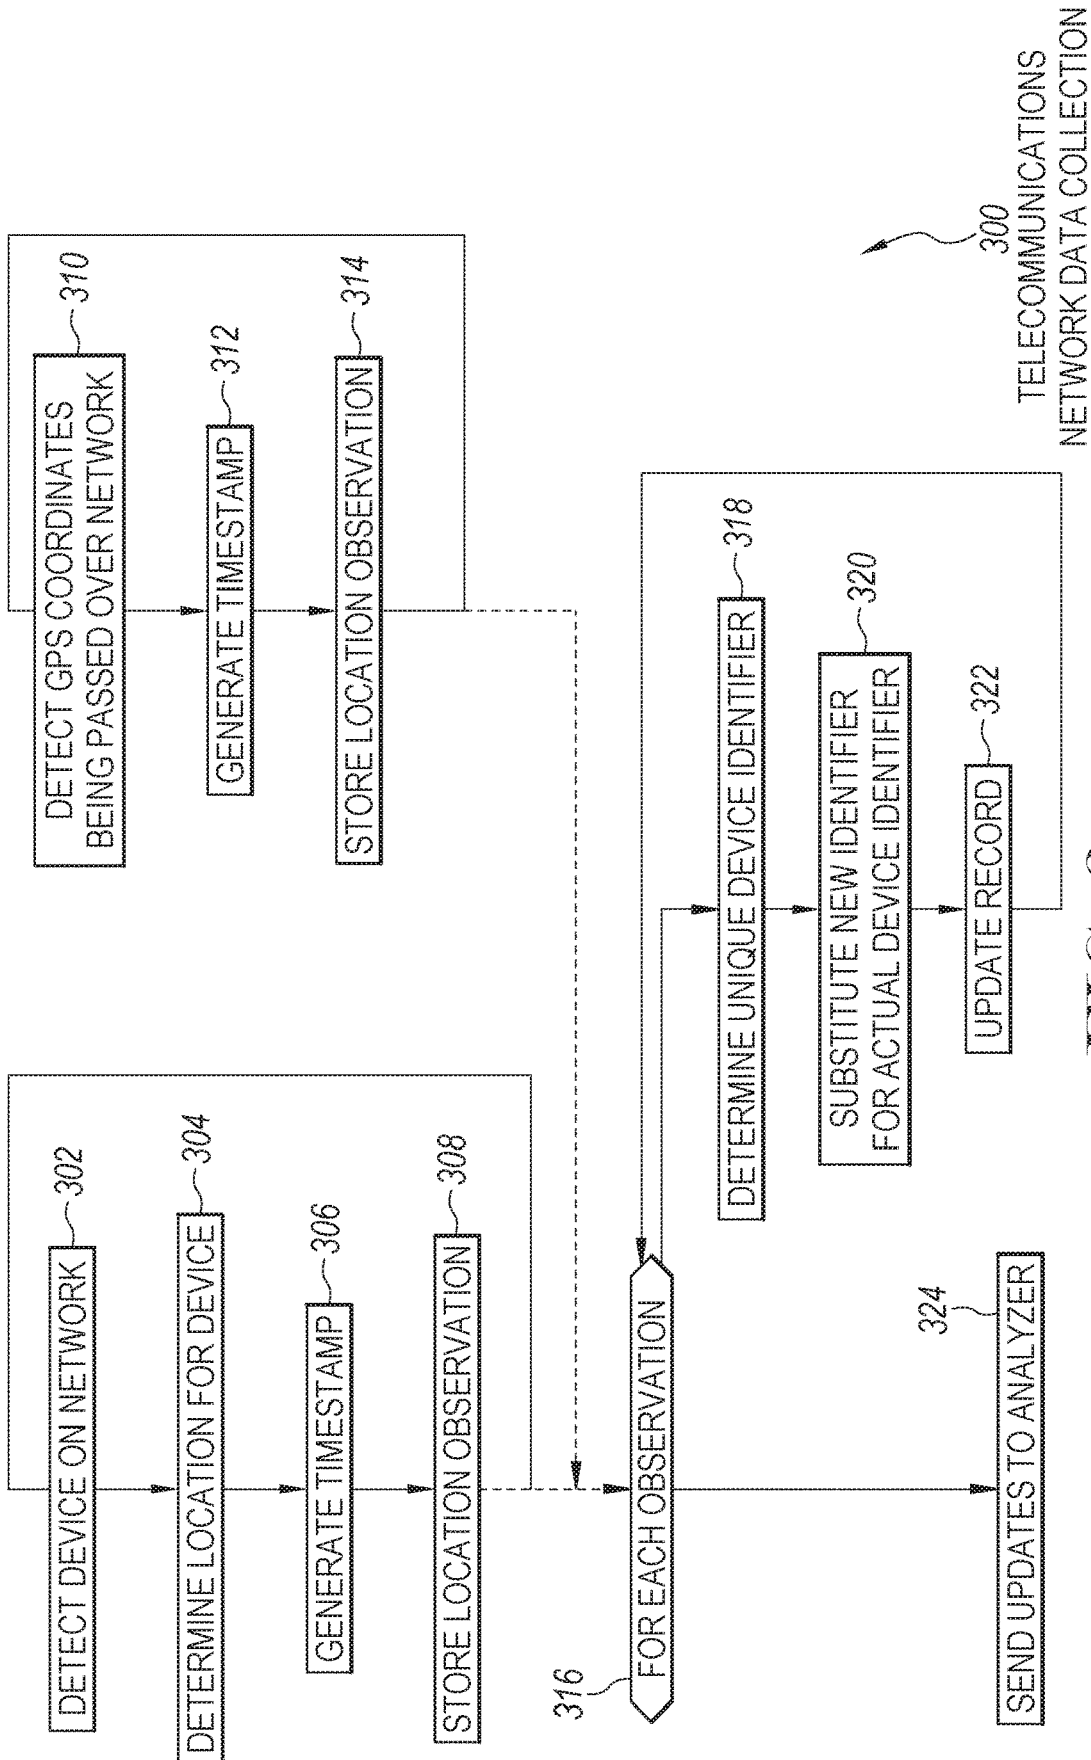 DETECT DEVICE ON NETWORK
302
DETERMINE LOCATION FOR DEVICE
304
GENERATE TIMESTAMP
306
STORE LOCATION OBSERVATION
308
DETECT GPS COORDINATES
BEING PASSED OVER NETWORK
310
GENERATE TIMESTAMP
312
STORE LOCATION OBSERVATION
314
316
FOR EACH OBSERVATION
DETERMINE UNIQUE DEVICE IDENTIFIER
318
SUBSTITUTE NEW IDENTIFIER
FOR ACTUAL DEVICE IDENTIFIER
320
UPDATE RECORD
322
324
SEND UPDATES TO ANALYZER
300
TELECOMMUNICATIONS
NETWORK DATA COLLECTION